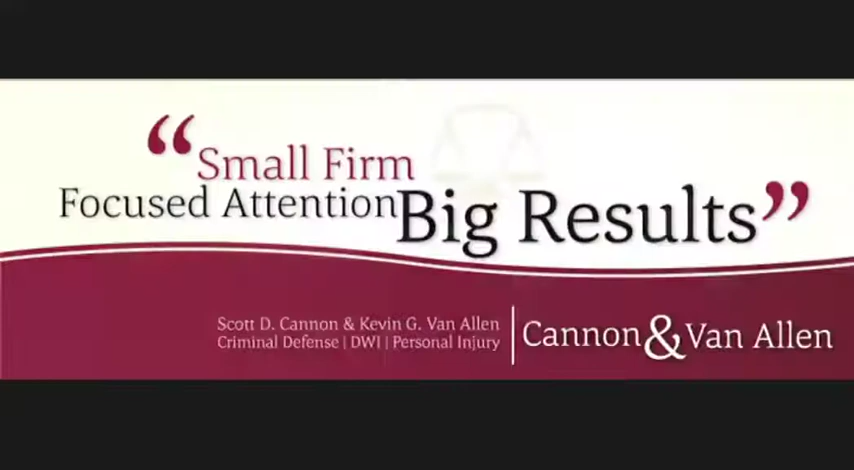 “Small Firm
Focused Attention Big Results”
Scott D. Cannon & Kevin G. Van Allen
Criminal Defense | DWI | Personal Injury
Cannon & Van Allen